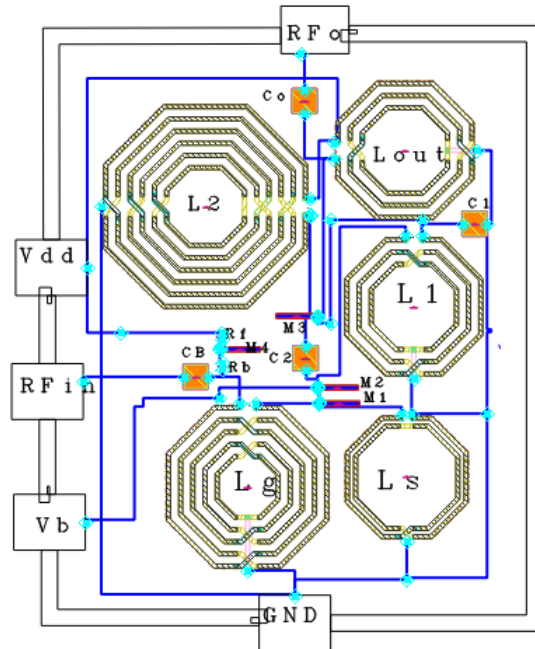 RFo
Co
Lout
L2
C1
Vdd
L1
M3
Rf
M4
C2
CB
Rb
RFin
M2
M1
Lg
Ls
Vb
GND